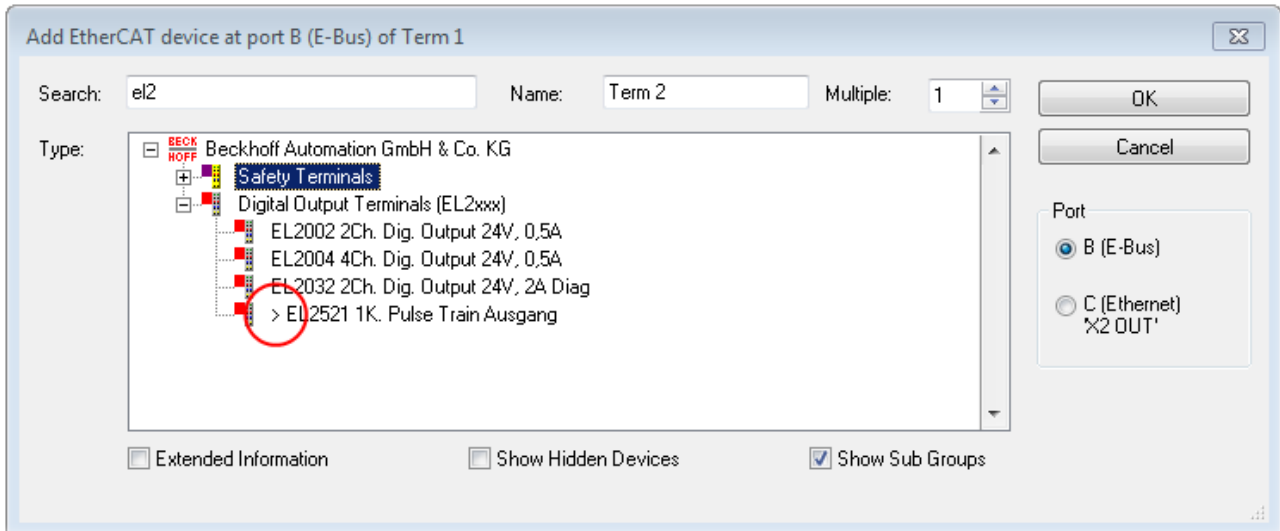 Add EtherCAT device at port B (E-Bus) of Term 1
Search: el2 Name: Term 2 Multiple: 1 OK
Type: BECKHOFF Beckhoff Automation GmbH & Co. KG Cancel
Safety Terminals
Digital Output Terminals (EL2xxx)
EL2002 2Ch. Dig. Output 24V, 0,5A
EL2004 4Ch. Dig. Output 24V, 0,5A
EL2032 2Ch. Dig. Output 24V, 2A Diag
> EL2521 1K. Pulse Train Ausgang
Port
B (E-Bus)
C (Ethernet)
'X2 OUT'
Extended Information Show Hidden Devices Show Sub Groups